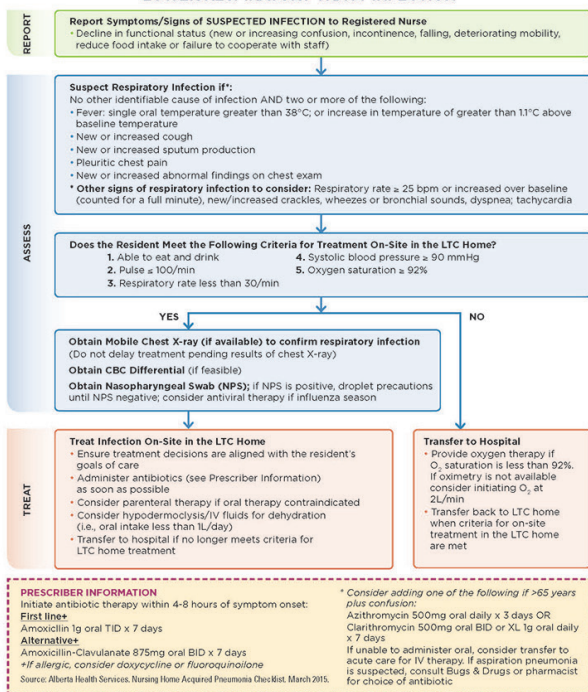 REPORT
Report Symptoms/Signs of SUSPECTED INFECTION to Registered Nurse
• Decline in functional status (new or increasing confusion, incontinence, falling, deteriorating mobility,
reduce food intake or failure to cooperate with staff)
ASSESS
Suspect Respiratory Infection if*:
No other identifiable cause of infection AND two or more of the following:
• Fever: single oral temperature greater than 38°C; or increase in temperature of greater than 1.1°C above
baseline temperature
• New or increased cough
• New or increased sputum production
• Pleuritic chest pain
• New or increased abnormal findings on chest exam
* Other signs of respiratory infection to consider: Respiratory rate ≥ 25 bpm or increased over baseline
(counted for a full minute), new/increased crackles, wheezes or bronchial sounds, dyspnea; tachycardia
Does the Resident Meet the Following Criteria for Treatment On-Site in the LTC Home?
1. Able to eat and drink
2. Pulse ≤ 100/min
3. Respiratory rate less than 30/min
4. Systolic blood pressure ≥ 90 mmHg
5. Oxygen saturation ≥ 92%
YES
NO
Obtain Mobile Chest X-ray (if available) to confirm respiratory infection
(Do not delay treatment pending results of chest X-ray)
Obtain CBC Differential (if feasible)
Obtain Nasopharyngeal Swab (NPS); if NPS is positive, droplet precautions
until NPS negative; consider antiviral therapy if influenza season
TREAT
Treat Infection On-Site in the LTC Home
• Ensure treatment decisions are aligned with the resident's
goals of care
• Administer antibiotics (see Prescriber Information)
as soon as possible
• Consider parenteral therapy if oral therapy contraindicated
• Consider hypodermoclysis/IV fluids for dehydration
(i.e., oral intake less than 1L/day)
• Transfer to hospital if no longer meets criteria for
LTC home treatment
Transfer to Hospital
• Provide oxygen therapy if
O₂ saturation is less than 92%.
If oximetry is not available
consider initiating O₂ at
2L/min
• Transfer back to LTC home
when criteria for on-site
treatment in the LTC home
are met
PRESCRIBER INFORMATION
Initiate antibiotic therapy within 4-8 hours of symptom onset:
First line+
Amoxicllin 1g oral TID x 7 days
Alternative+
Amoxicillin-Clavulanate 875mg oral BID x 7 days
+If allergic, consider doxycycline or fluoroquinoilone
Source: Alberta Health Services. Nursing Home Acquired Pneumonia Checklist. March 2015.
* Consider adding one of the following if >65 years
plus confusion:
Azithromycin 500mg oral daily x 3 days OR
Clarithromycin 500mg oral BID or XL 1g oral daily
x 7 days
If unable to administer oral, consider transfer to
acute care for IV therapy. If aspiration pneumonia
is suspected, consult Bugs & Drugs or pharmacist
for choice of antibiotic